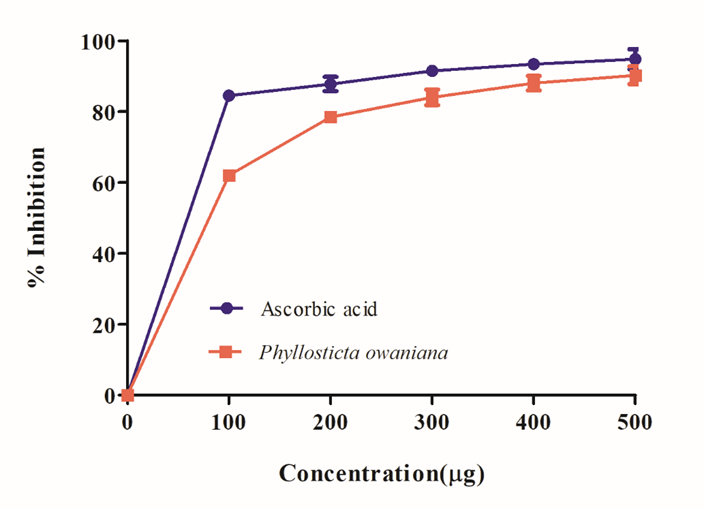 100
80
60
40
20
0
% Inhibition
Ascorbic acid
Phyllosticta owaniana
0 100 200 300 400 500
Concentration(μg)